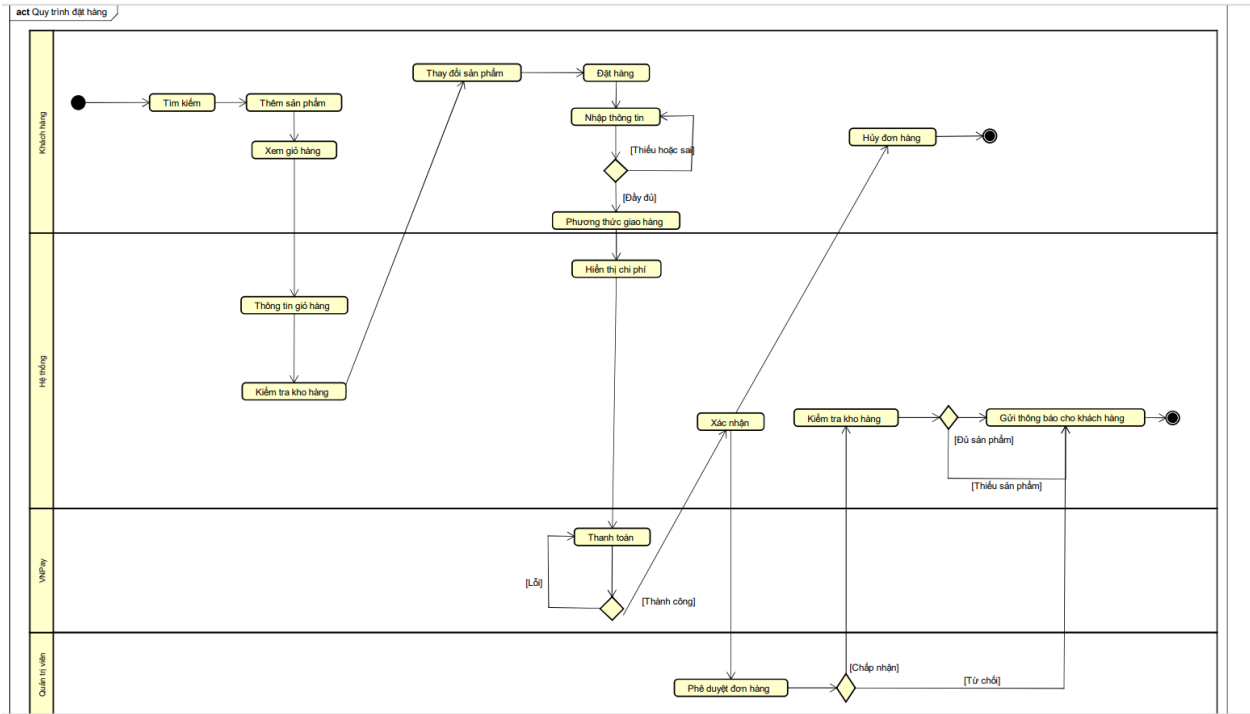 act Quy trình đặt hàng
Khách hàng
Thay đổi sản phẩm
Đặt hàng
Tìm kiếm
Thêm sản phẩm
Nhập thông tin
Hủy đơn hàng
Xem giỏ hàng
[Thiếu hoặc sai]
[Đầy đủ]
Phương thức giao hàng
Hệ thống
Hiển thị chi phí
Thông tin giỏ hàng
Kiểm tra kho hàng
Xác nhận
Kiểm tra kho hàng
Gửi thông báo cho khách hàng
[Đủ sản phẩm]
[Thiếu sản phẩm]
VNPay
Thanh toán
[Lỗi]
[Thành công]
Quản trị viên
Phê duyệt đơn hàng
[Chấp nhận]
[Từ chối]